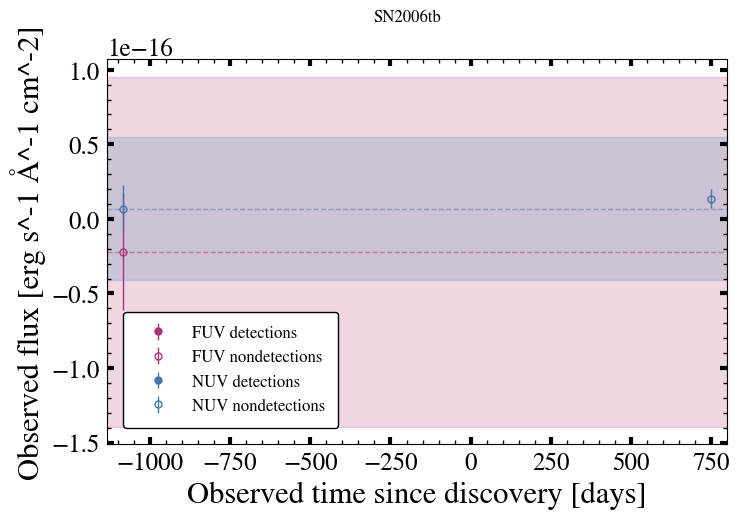 SN2006tb
1e−16
Observed flux [erg s^-1 Å^-1 cm^-2]
1.0
0.5
0.0
−0.5
−1.0
−1.5
FUV detections
FUV nondetections
NUV detections
NUV nondetections
−1000 −750 −500 −250 0 250 500 750
Observed time since discovery [days]